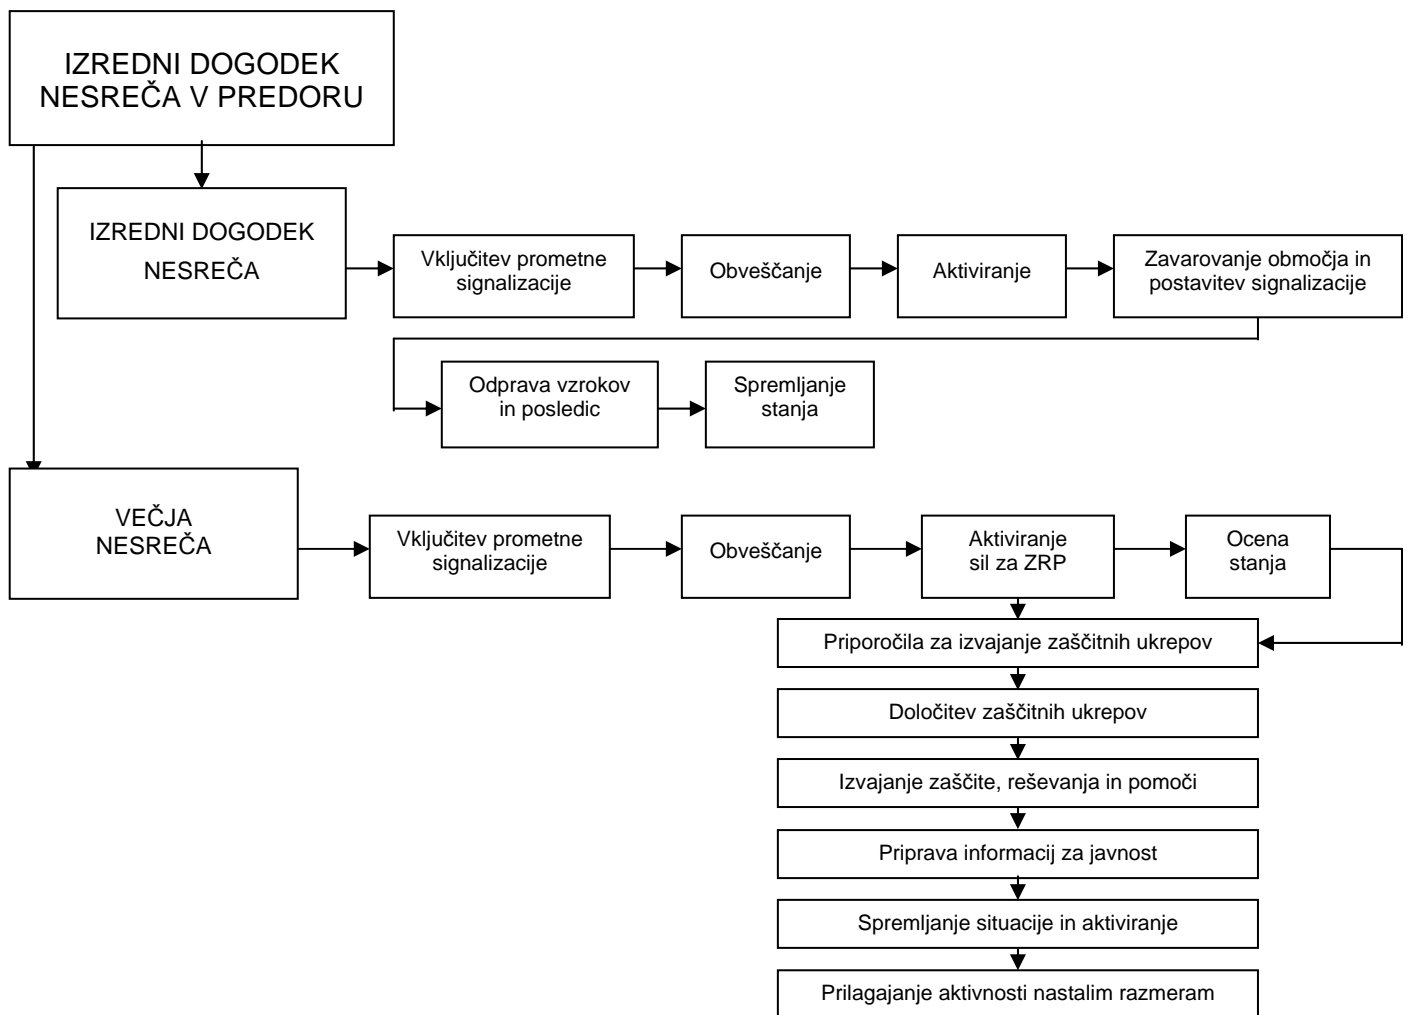 IZREDNI DOGODEK
NESREČA V PREDORU
IZREDNI DOGODEK
NESREČA
Vključitev prometne
signalizacije
Obveščanje
Aktiviranje
Zavarovanje območja in
postavitev signalizacije
Odprava vzrokov
in posledic
Spremljanje
stanja
VEČJA
NESREČA
Vključitev prometne
signalizacije
Obveščanje
Aktiviranje
sil za ZRP
Ocena
stanja
Priporočila za izvajanje zaščitnih ukrepov
Določitev zaščitnih ukrepov
Izvajanje zaščite, reševanja in pomoči
Priprava informacij za javnost
Spremljanje situacije in aktiviranje
Prilagajanje aktivnosti nastalim razmeram